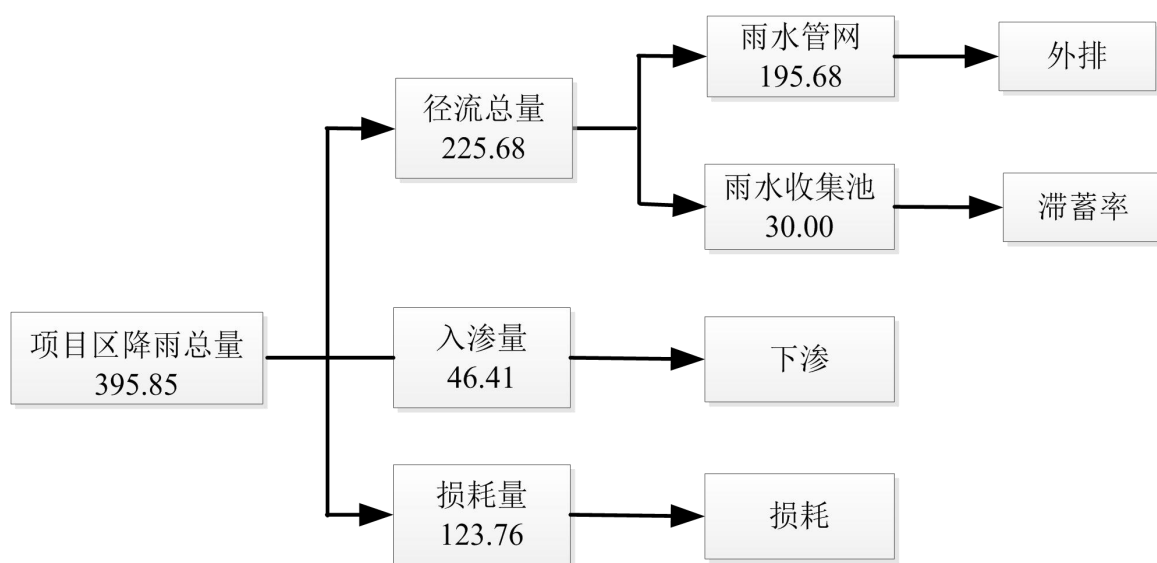 雨水管网
195.68
外排
径流总量
225.68
雨水收集池
30.00
滞蓄率
项目区降雨总量
395.85
入渗量
46.41
下渗
损耗量
123.76
损耗